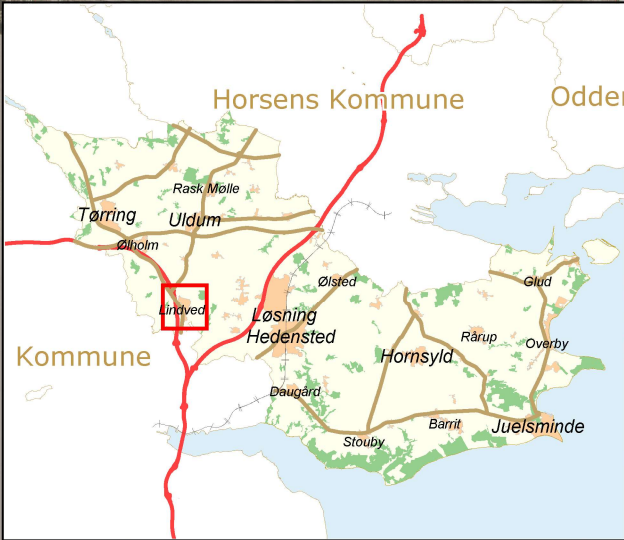 Horsens Kommune
Odder
Rask Mølle
Tørring
Uldum
Ølholm
Ølsted
Glud
Lindved
Løsning
Hedensted
Rårup
Overby
Kommune
Hornsyld
Daugård
Barrit
Juelsminde
Stouby